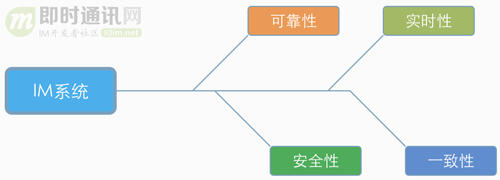 即时通讯网
IM开发者社区 52im.net
可靠性
实时性
IM系统
安全性
一致性